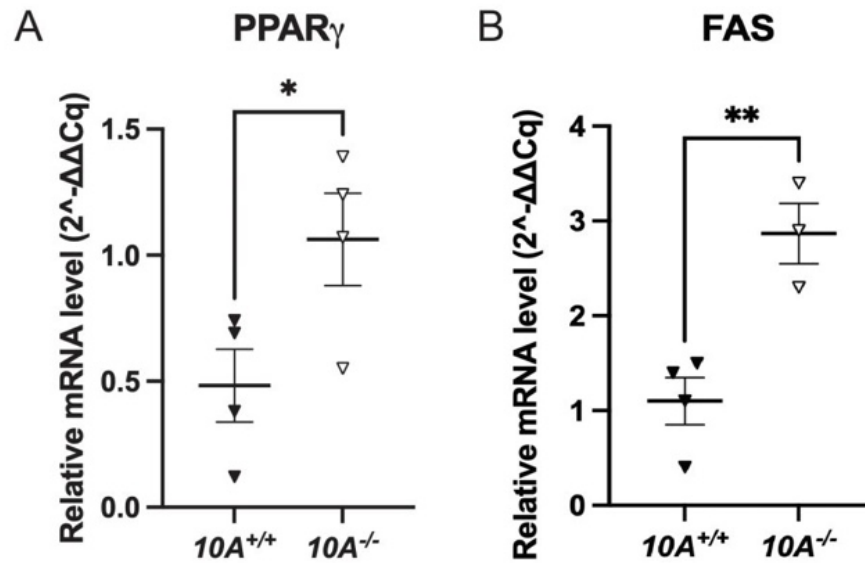 A
PPARγ
Relative mRNA level (2^-ΔΔCq)
*
1.5
1.0
0.5
0.0
10A+/+
10A-/-
B
FAS
Relative mRNA level (2^-ΔΔCq)
**
4
3
2
1
0
10A+/+
10A-/-